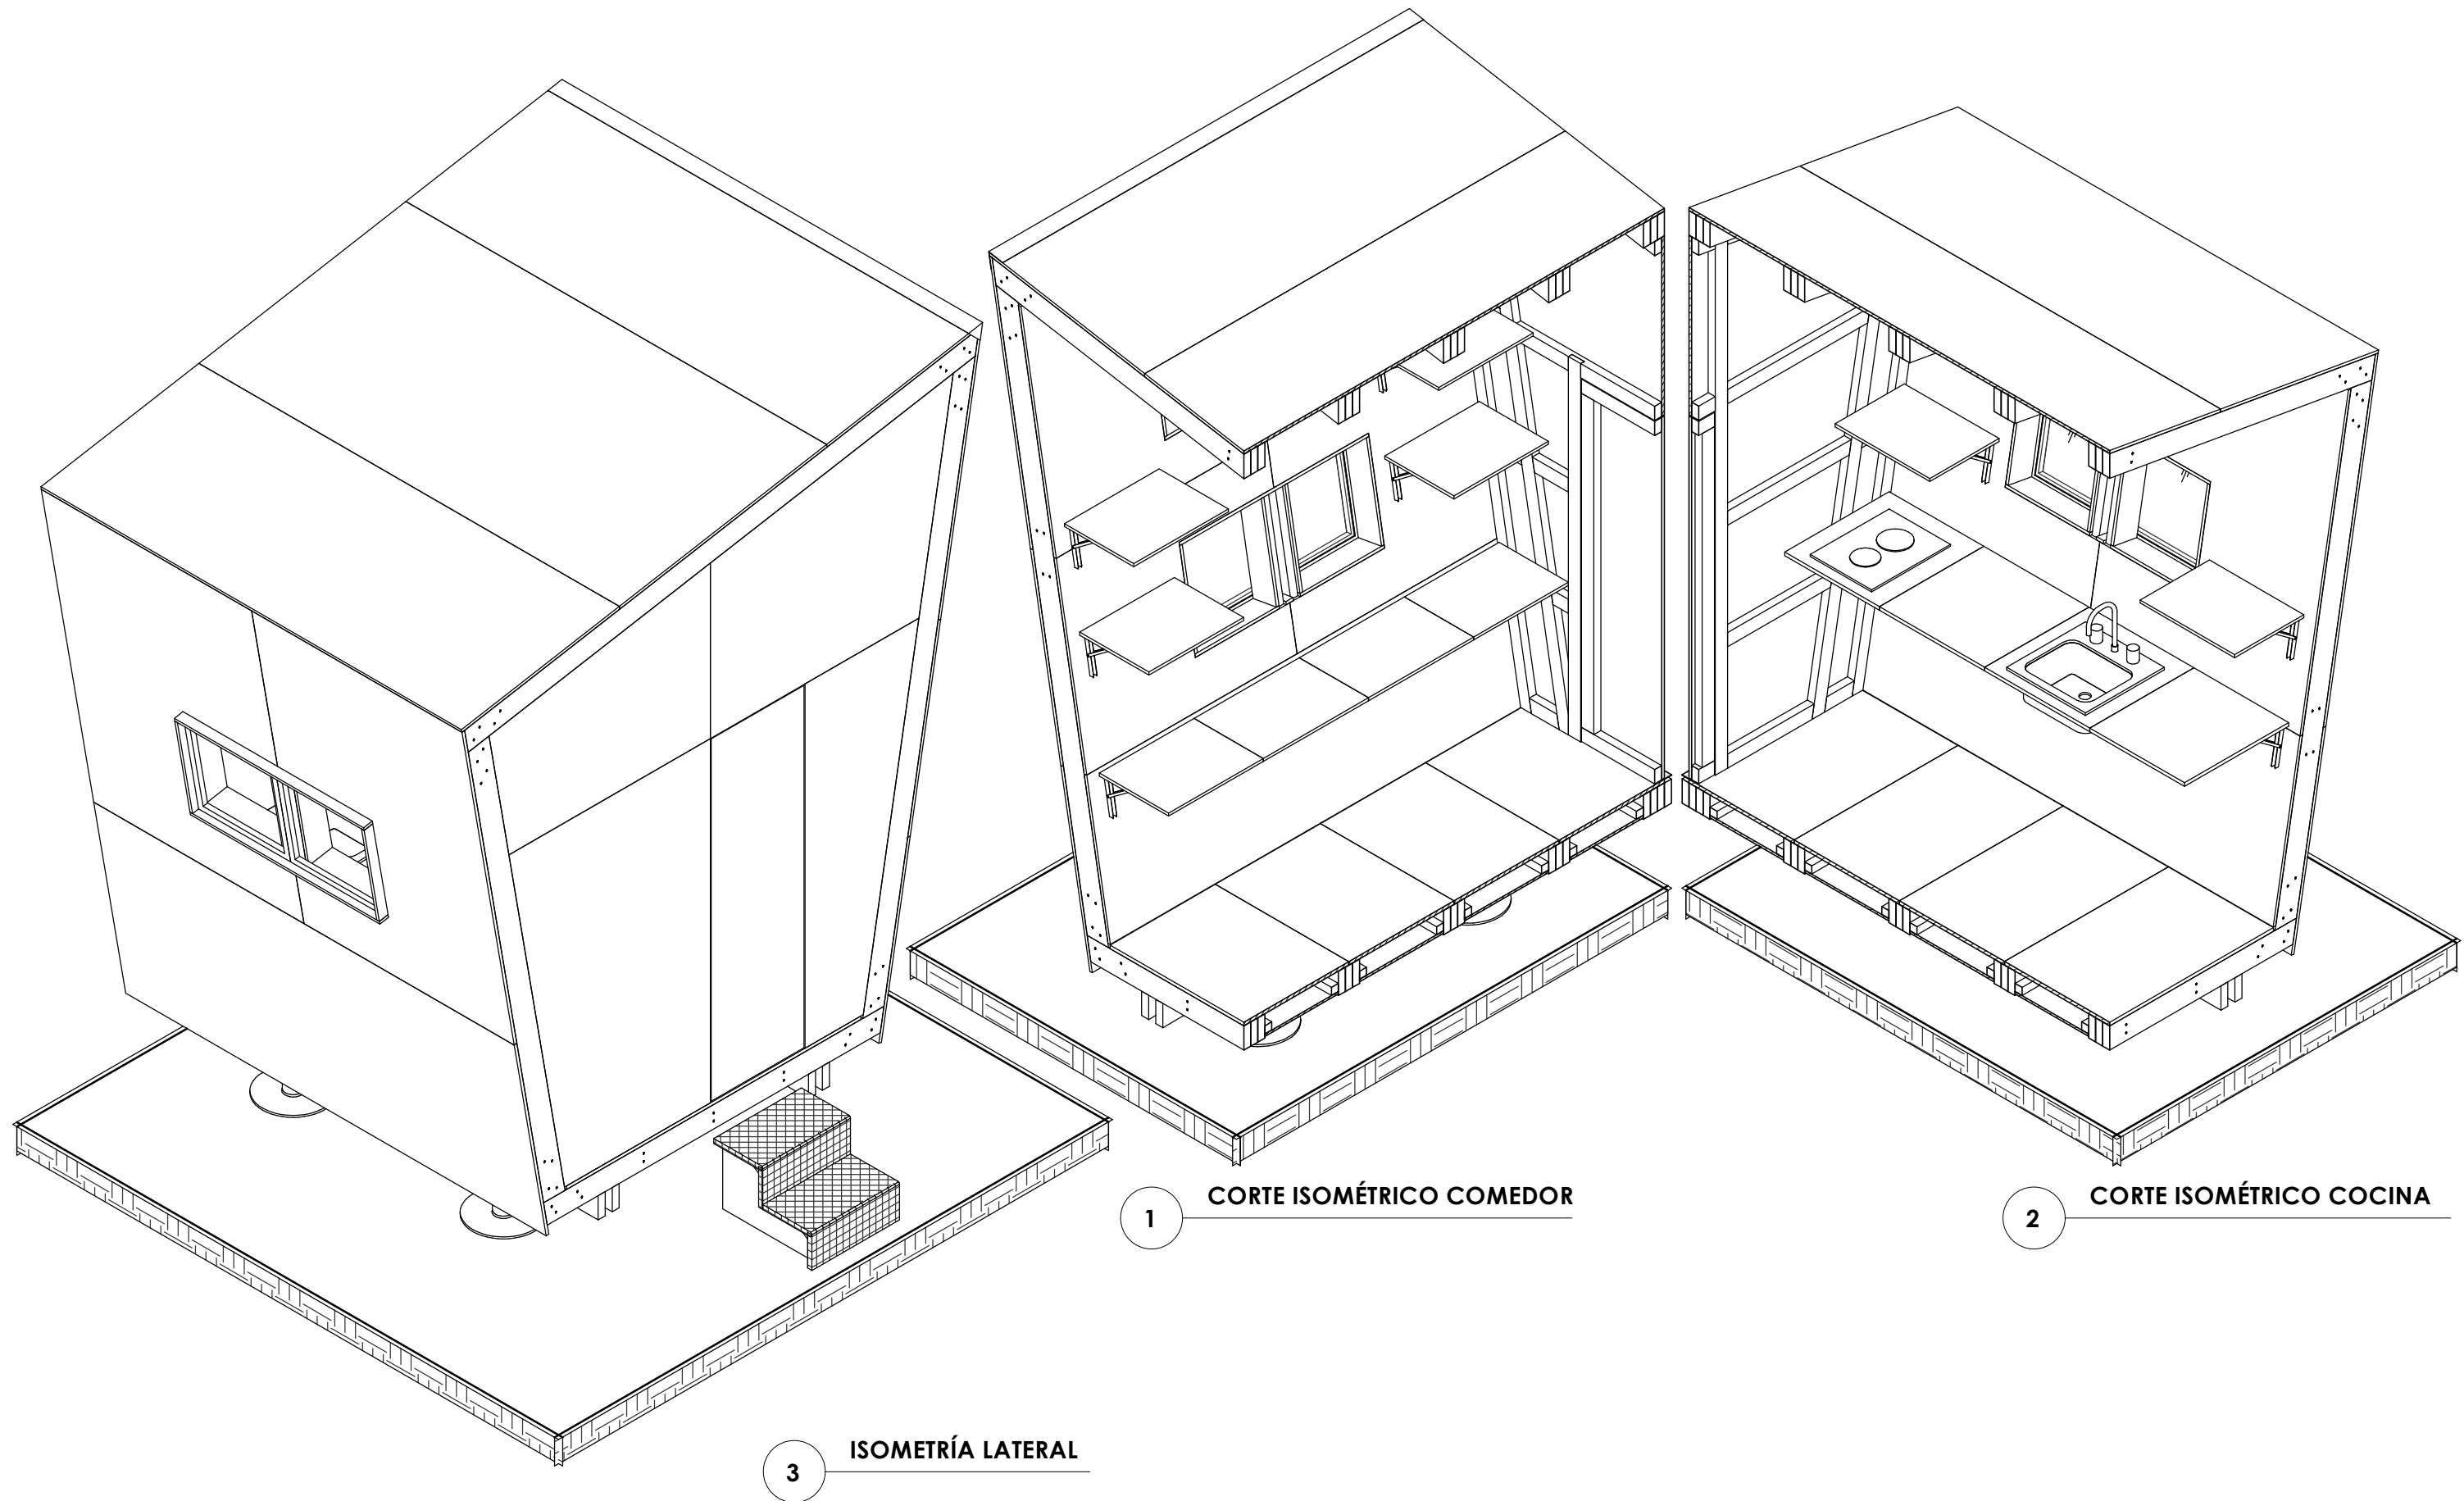 1 CORTE ISOMÉTRICO COMEDOR
2 CORTE ISOMÉTRICO COCINA
3 ISOMETRÍA LATERAL